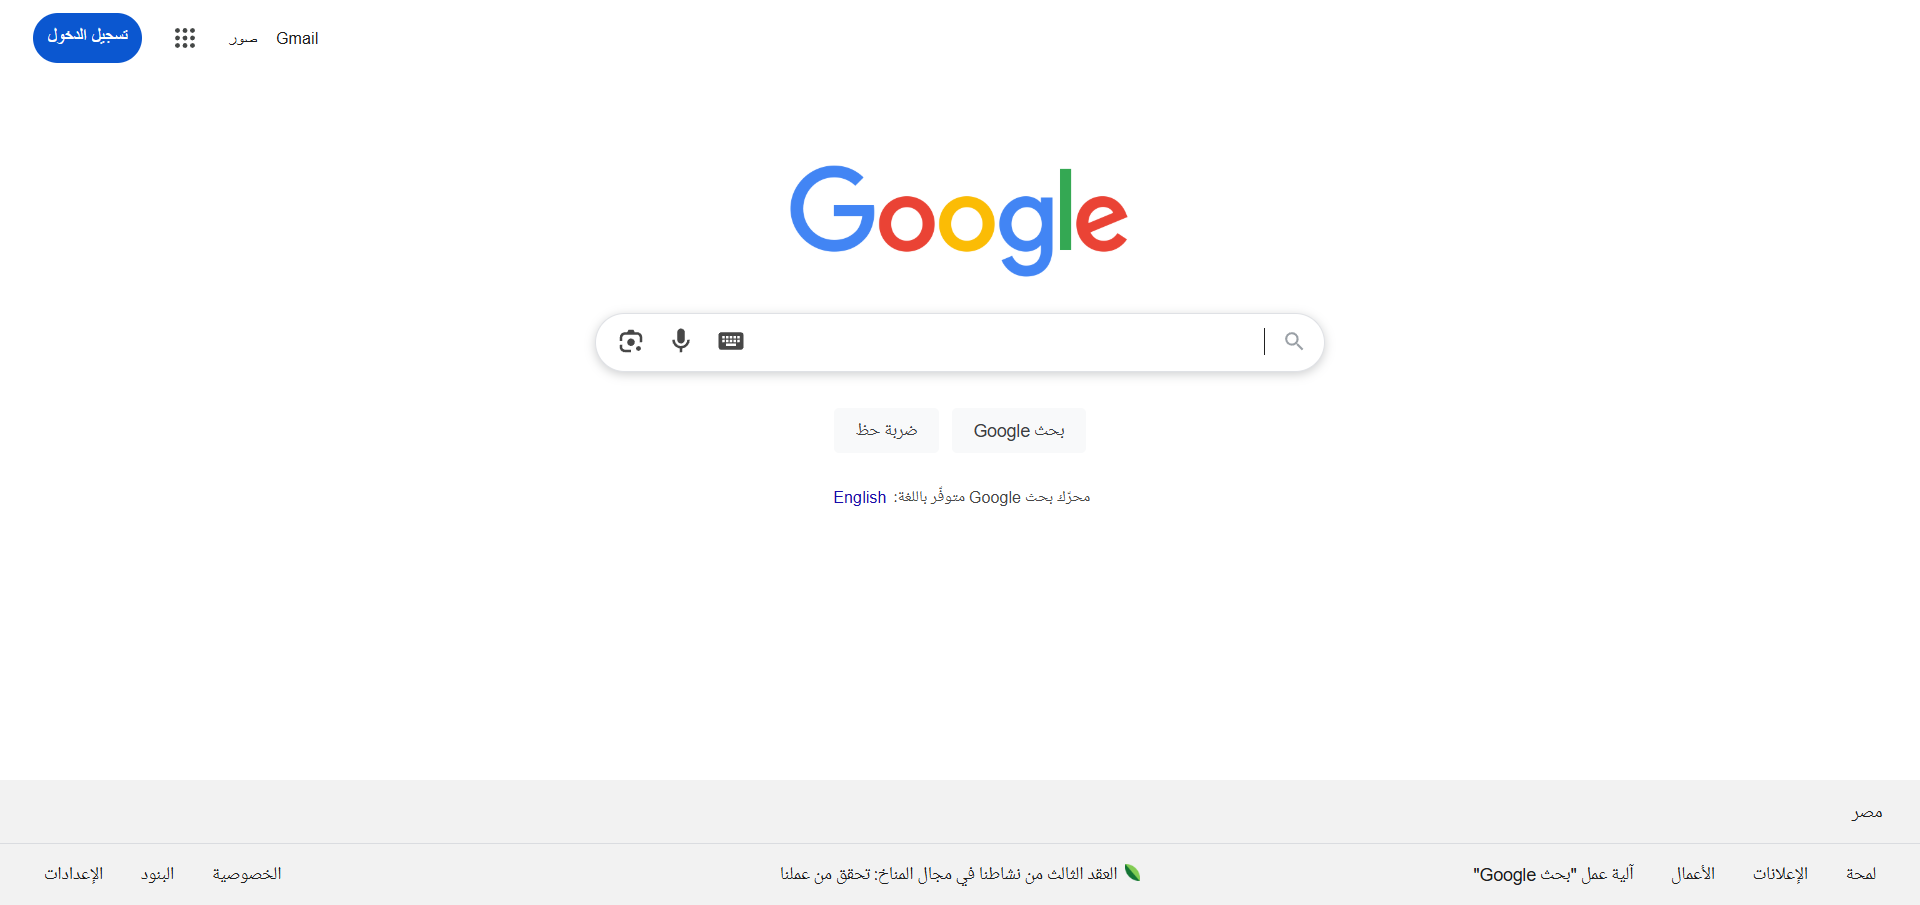 Gmail صور تسجيل الدخول
Google
بحث Google ضربة حظ
محرّك بحث Google متوفّر باللغة: English
مصر
لمحة الإعلانات الأعمال آلية عمل "بحث Google" العقد الثالث من نشاطنا في مجال المناخ: تحقق من عملنا الخصوصية البنود الإعدادات